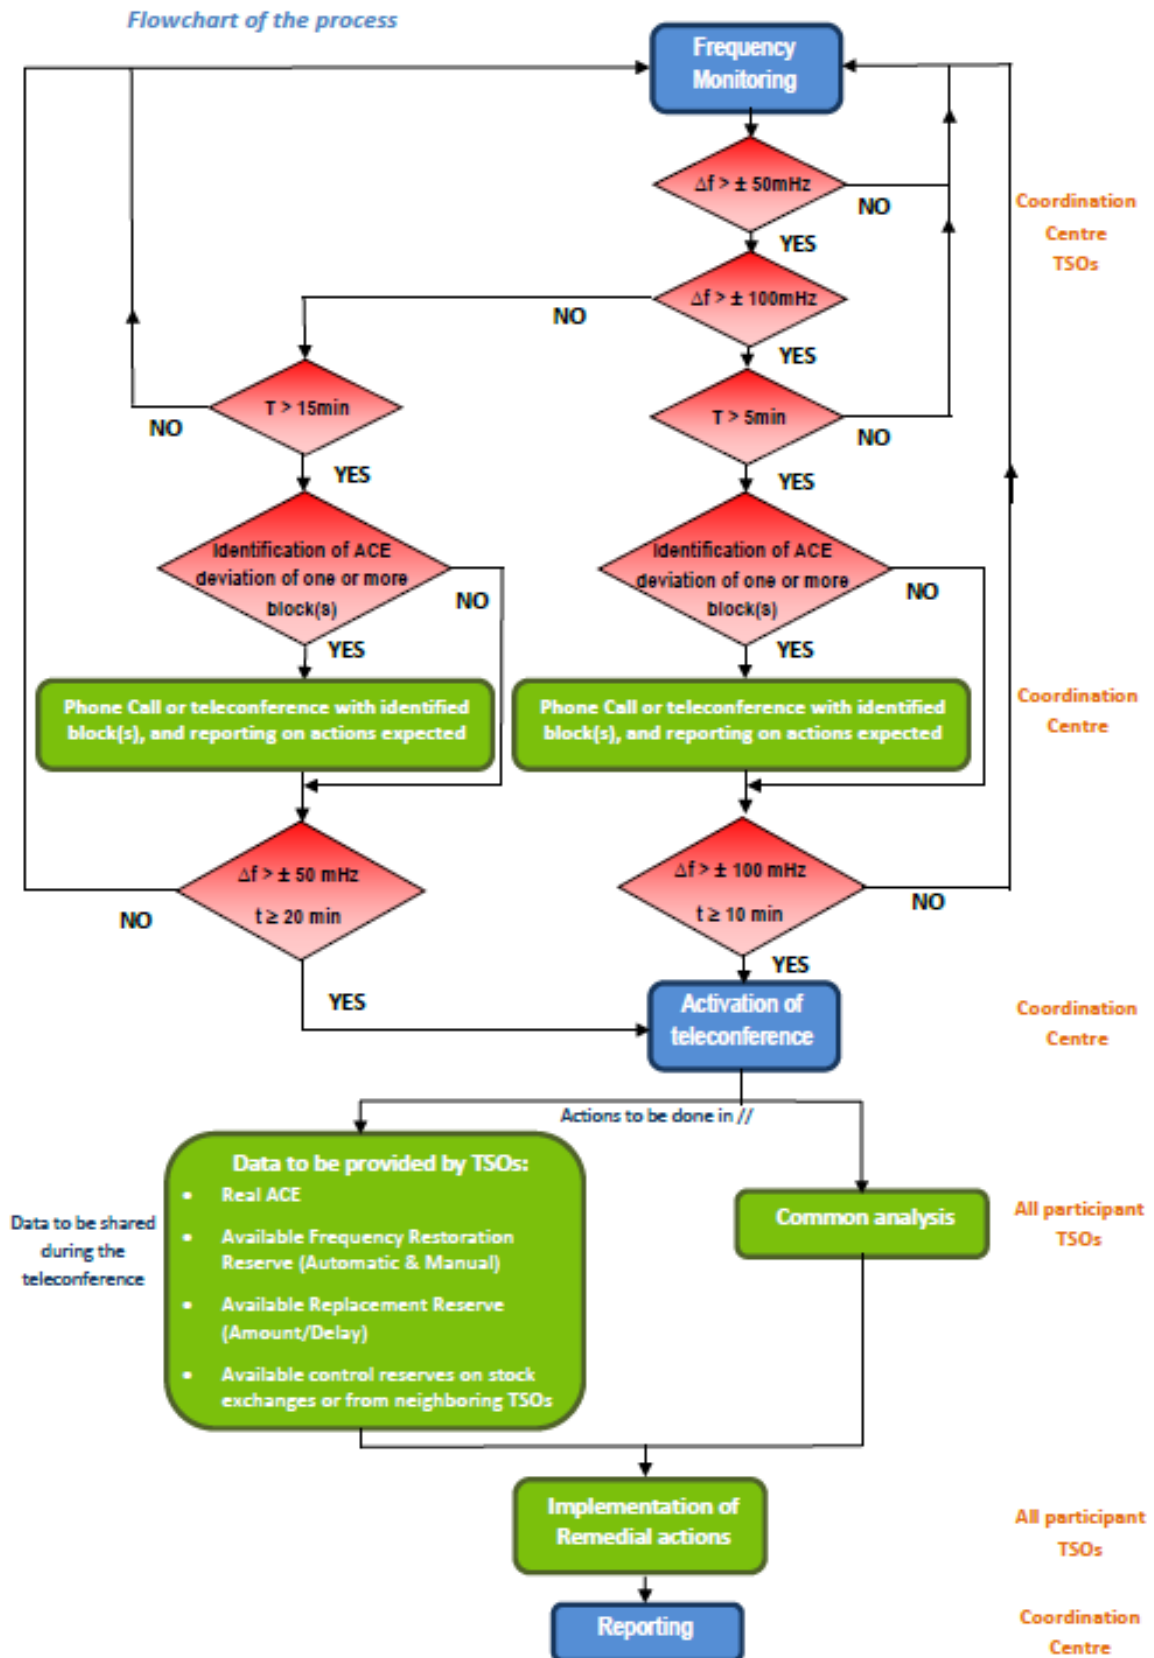 Flowchart of the process
Frequency
Monitoring
Δf > ± 50mHz
NO
Coordination
Centre
TSOs
YES
Δf > ± 100mHz
NO
YES
T > 15min
NO
T > 5min
NO
YES
YES
Identification of ACE
deviation of one or more
block(s)
NO
Identification of ACE
deviation of one or more
block(s)
NO
YES
YES
Phone Call or teleconference with identified
block(s), and reporting on actions expected
Phone Call or teleconference with identified
block(s), and reporting on actions expected
Coordination
Centre
Δf > ± 50 mHz
t ≥ 20 min
NO
Δf > ± 100 mHz
t ≥ 10 min
NO
YES
YES
Activation of
teleconference
Coordination
Centre
Actions to be done in //
Data to be shared
during the
teleconference
Data to be provided by TSOs:
• Real ACE
• Available Frequency Restoration
Reserve (Automatic & Manual)
• Available Replacement Reserve
(Amount/Delay)
• Available control reserves on stock
exchanges or from neighboring TSOs
Common analysis
All participant
TSOs
Implementation of
Remedial actions
All participant
TSOs
Reporting
Coordination
Centre